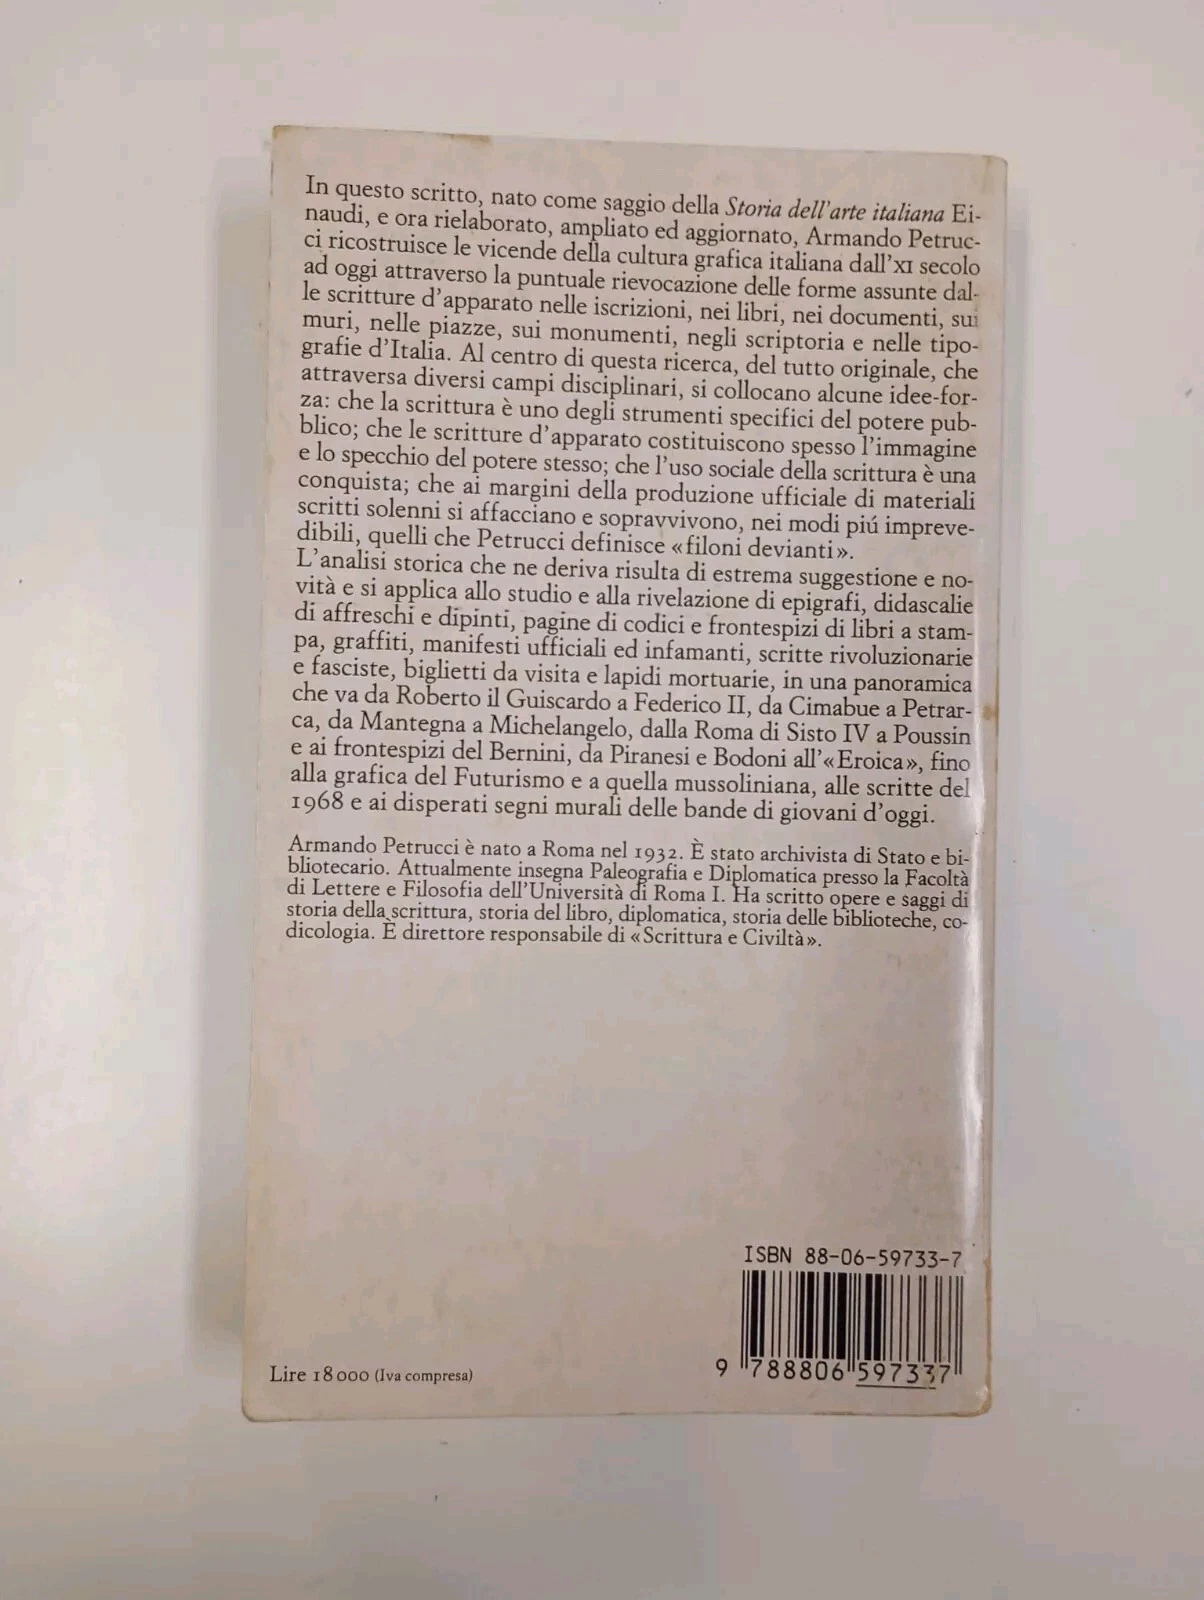 In questo scritto, nato come saggio della Storia dell'arte italiana Ei-
naudi, e ora rielaborato, ampliato ed aggiornato, Armando Petruc-
ci ricostruisce le vicende della cultura grafica italiana dall'XI secolo
ad oggi attraverso la puntuale rievocazione delle forme assunte dal-
le scritture d'apparato nelle iscrizioni, nei libri, nei documenti, sui
muri, nelle piazze, sui monumenti, negli scriptoria e nelle tipo-
grafie d'Italia. Al centro di questa ricerca, del tutto originale, che
attraversa diversi campi disciplinari, si collocano alcune idee-for-
za: che la scrittura è uno degli strumenti specifici del potere pub-
blico; che le scritture d'apparato costituiscono spesso l'immagine
e lo specchio del potere stesso; che l'uso sociale della scrittura è una
conquista; che ai margini della produzione ufficiale di materiali
scritti solenni si affacciano e sopravvivono, nei modi piú impreve-
dibili, quelli che Petrucci definisce «filoni devianti».
L'analisi storica che ne deriva risulta di estrema suggestione e no-
vità e si applica allo studio e alla rivelazione di epigrafi, didascalie
di affreschi e dipinti, pagine di codici e frontespizi di libri a stam-
pa, graffiti, manifesti ufficiali ed infamanti, scritte rivoluzionarie
e fasciste, biglietti da visita e lapidi mortuarie, in una panoramica
che va da Roberto il Guiscardo a Federico II, da Cimabue a Petrar-
ca, da Mantegna a Michelangelo, dalla Roma di Sisto IV a Poussin
e ai frontespizi del Bernini, da Piranesi e Bodoni all'«Eroica», fino
alla grafica del Futurismo e a quella mussoliniana, alle scritte del
1968 e ai disperati segni murali delle bande di giovani d'oggi.
Armando Petrucci è nato a Roma nel 1932. È stato archivista di Stato e bi-
bliotecario. Attualmente insegna Paleografia e Diplomatica presso la Facoltà
di Lettere e Filosofia dell'Università di Roma I. Ha scritto opere e saggi di
storia della scrittura, storia del libro, diplomatica, storia delle biblioteche, co-
dicologia. È direttore responsabile di «Scrittura e Civiltà».
ISBN 88-06-59733-7
9 788806 597337
Lire 18 000 (Iva compresa)